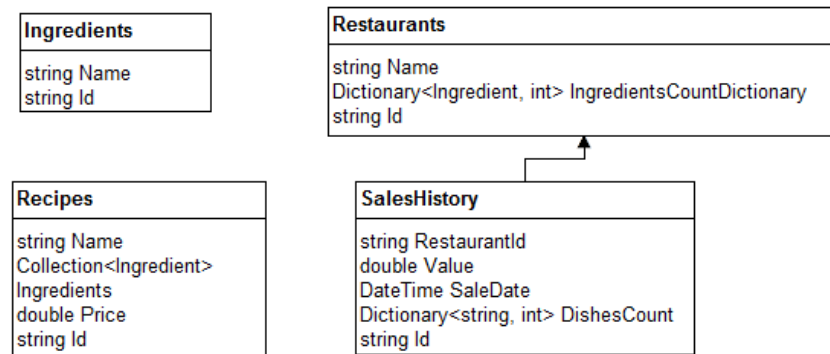 Ingredients
string Name
string Id
Restaurants
string Name
Dictionary<Ingredient, int> IngredientsCountDictionary
string Id
Recipes
string Name
Collection<Ingredient>
Ingredients
double Price
string Id
SalesHistory
string RestaurantId
double Value
DateTime SaleDate
Dictionary<string, int> DishesCount
string Id